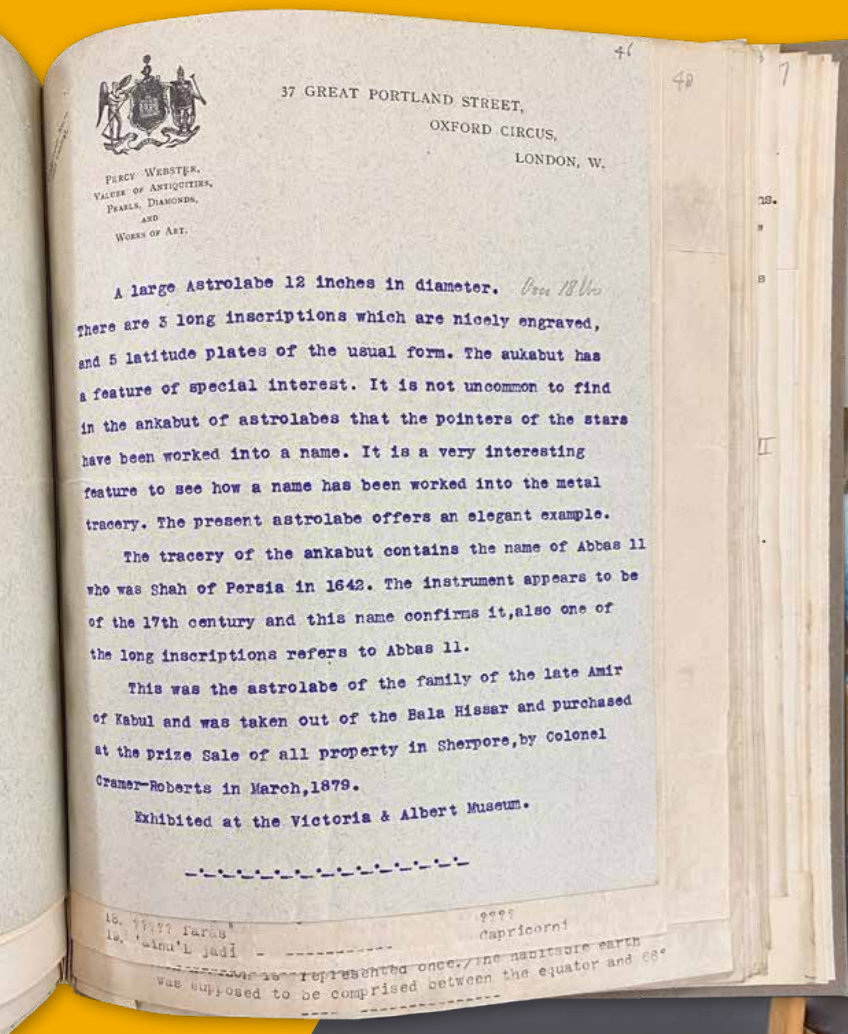 46
37 GREAT PORTLAND STREET,
OXFORD CIRCUS,
LONDON, W.
PERCY WEBSTER,
VALUER OF ANTIQUITIES,
PEARLS, DIAMONDS,
AND
WORKS OF ART.
A large Astrolabe 12 inches in diameter.
There are 3 long inscriptions which are nicely engraved,
and 5 latitude plates of the usual form. The aukabut has
a feature of special interest. It is not uncommon to find
in the ankabut of astrolabes that the pointers of the stars
have been worked into a name. It is a very interesting
feature to see how a name has been worked into the metal
tracery. The present astrolabe offers an elegant example.
The tracery of the ankabut contains the name of Abbas 11
who was Shah of Persia in 1642. The instrument appears to be
of the 17th century and this name confirms it,also one of
the long inscriptions refers to Abbas 11.
This was the astrolabe of the family of the late Amir
of Kabul and was taken out of the Bala Hissar and purchased
at the prize Sale of all property in Sherpore,by Colonel
Cramer-Roberts in March,1879.
Exhibited at the Victoria & Albert Museum.
18. ????? faras ????
19. 'ainu'l jadi - ----------- Capricorni
represented once./The habitable earth
was supposed to be comprised between the equator and 66°
48
7
ns.